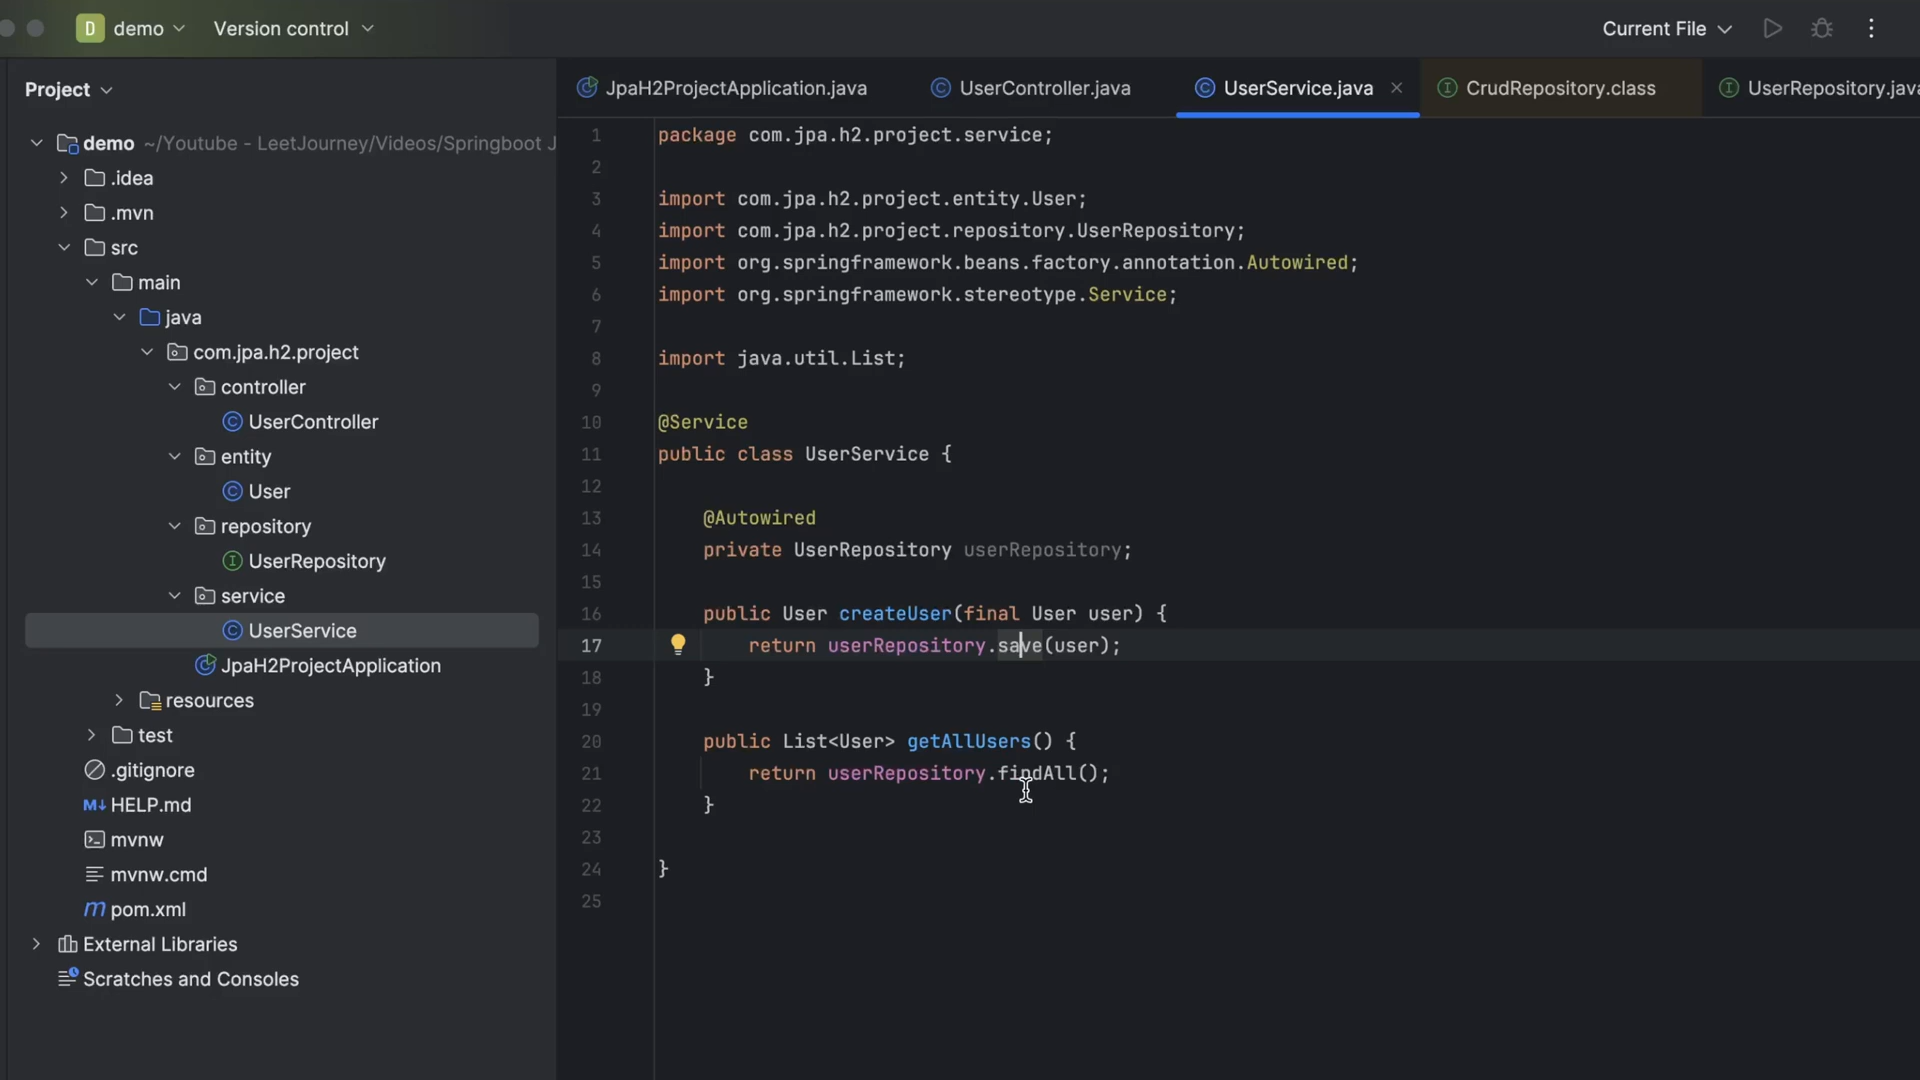 D demo Version control Current File
Project
JpaH2ProjectApplication.java UserController.java UserService.java CrudRepository.class UserRepository.java
demo ~/Youtube - LeetJourney/Videos/Springboot J
.idea
.mvn
src
main
java
com.jpa.h2.project
controller
UserController
entity
User
repository
UserRepository
service
UserService
JpaH2ProjectApplication
resources
test
.gitignore
M↓ HELP.md
mvnw
mvnw.cmd
m pom.xml
External Libraries
Scratches and Consoles
1 package com.jpa.h2.project.service;
2
3 import com.jpa.h2.project.entity.User;
4 import com.jpa.h2.project.repository.UserRepository;
5 import org.springframework.beans.factory.annotation.Autowired;
6 import org.springframework.stereotype.Service;
7
8 import java.util.List;
9
10 @Service
11 public class UserService {
12
13 @Autowired
14 private UserRepository userRepository;
15
16 public User createUser(final User user) {
17 return userRepository.save(user);
18 }
19
20 public List<User> getAllUsers() {
21 return userRepository.findAll();
22 }
23
24 }
25